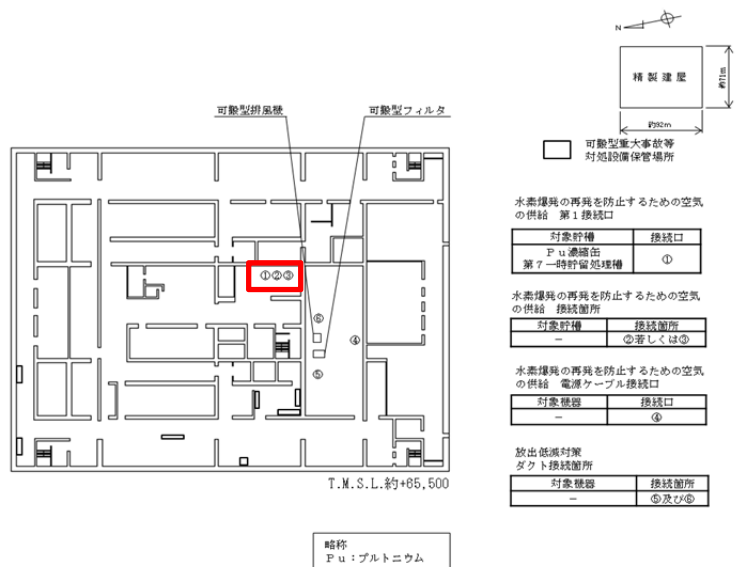 N
精製建屋
約71m
約92m
可搬型重大事故等
対処設備保管場所
可搬型排風機
可搬型フィルタ
①②③
⑥
④
⑤
T.M.S.L.約+65,500
水素爆発の再発を防止するための空気
の供給 第1接続口
対象貯槽 接続口
Pu濃縮缶
第7一時貯留処理槽
①
水素爆発の再発を防止するための空気
の供給 接続箇所
対象貯槽 接続箇所
− ②若しくは③
水素爆発の再発を防止するための空気
の供給 電源ケーブル接続口
対象機器 接続口
− ④
放出低減対策
ダクト接続箇所
対象機器 接続箇所
− ⑤及び⑥
略称
Pu:プルトニウム